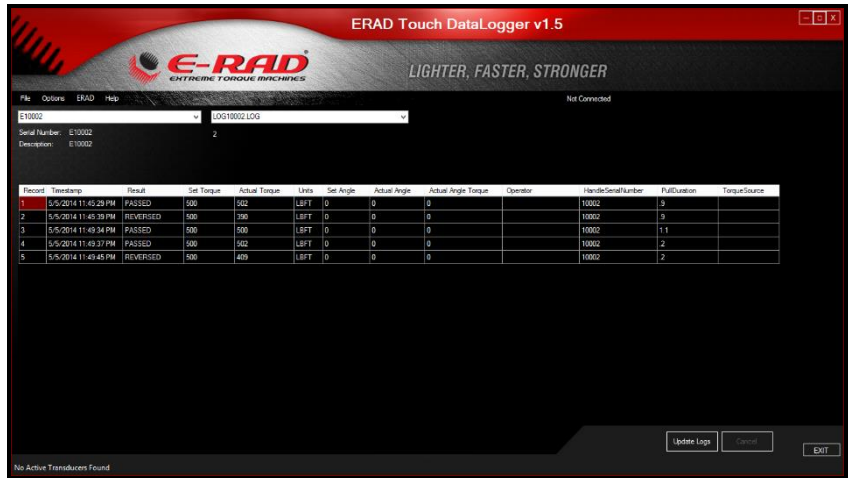 ERAD Touch DataLogger v1.5
E-RAD
EXTREME TORQUE MACHINES
LIGHTER, FASTER, STRONGER
File Options ERAD Help Not Connected
E10002 LOG10002.LOG
Serial Number: E10002 2
Description: E10002
Record Timestamp Result Set Torque Actual Torque Units Set Angle Actual Angle Actual Angle Torque Operator HandleSerialNumber PullDuration TorqueSource
1 5/5/2014 11:45:29 PM PASSED 500 502 LBFT 0 0 0 10002 .9
2 5/5/2014 11:45:39 PM REVERSED 500 390 LBFT 0 0 0 10002 .9
3 5/5/2014 11:49:34 PM PASSED 500 500 LBFT 0 0 0 10002 1.1
4 5/5/2014 11:49:37 PM PASSED 500 502 LBFT 0 0 0 10002 .2
5 5/5/2014 11:49:45 PM REVERSED 500 409 LBFT 0 0 0 10002 .2
Update Logs Cancel EXIT
No Active Transducers Found